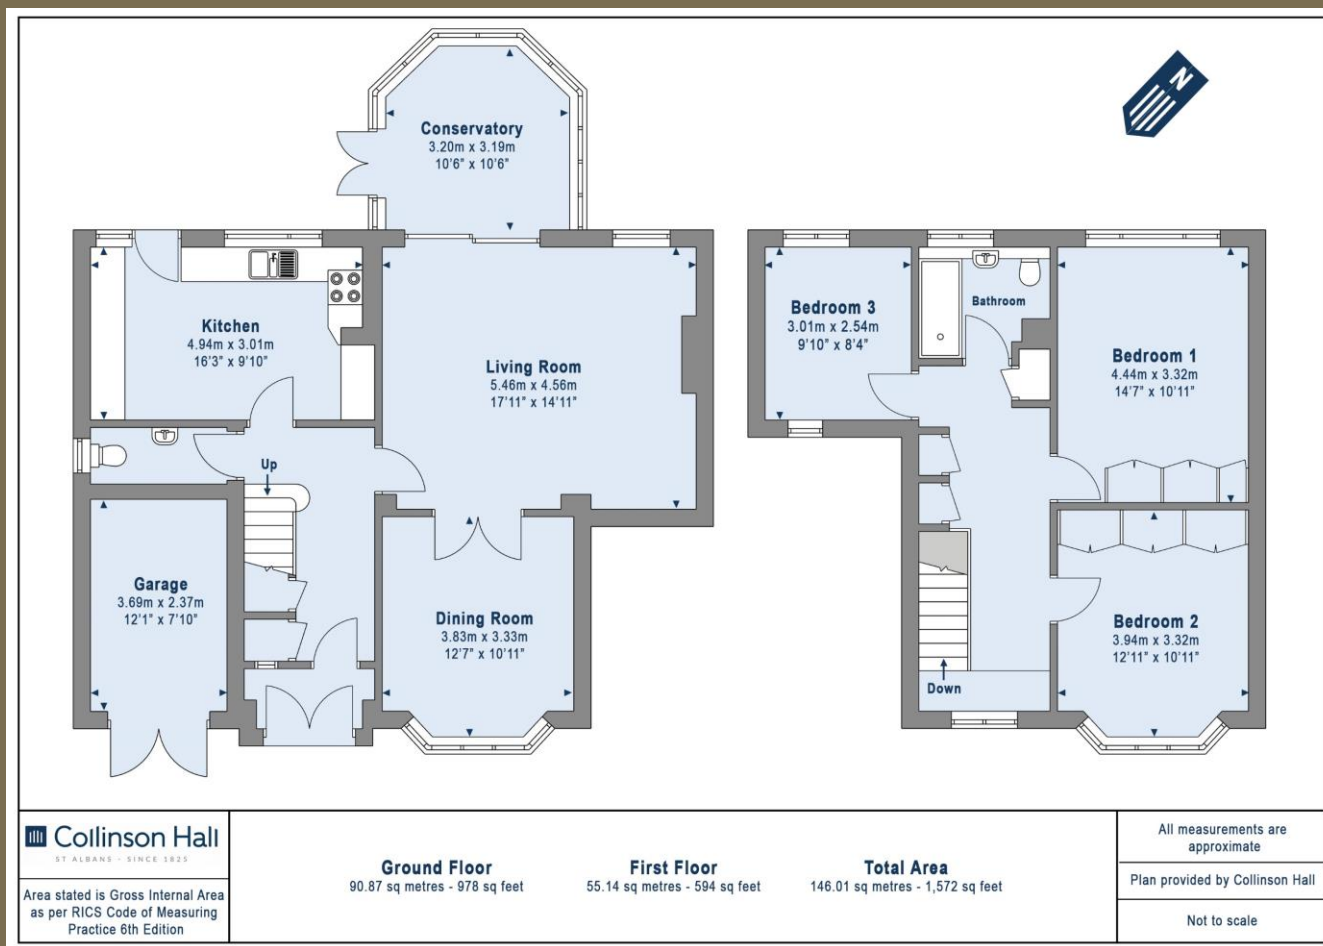 Conservatory
3.20m x 3.19m
10'6" x 10'6"
N
Kitchen
4.94m x 3.01m
16'3" x 9'10"
Living Room
5.46m x 4.56m
17'11" x 14'11"
Up
Garage
3.69m x 2.37m
12'1" x 7'10"
Dining Room
3.83m x 3.33m
12'7" x 10'11"
Bedroom 3
3.01m x 2.54m
9'10" x 8'4"
Bathroom
Bedroom 1
4.44m x 3.32m
14'7" x 10'11"
Bedroom 2
3.94m x 3.32m
12'11" x 10'11"
Down
Collinson Hall
ST ALBANS - SINCE 1825
Area stated is Gross Internal Area
as per RICS Code of Measuring
Practice 6th Edition
Ground Floor
90.87 sq metres - 978 sq feet
First Floor
55.14 sq metres - 594 sq feet
Total Area
146.01 sq metres - 1,572 sq feet
All measurements are
approximate
Plan provided by Collinson Hall
Not to scale